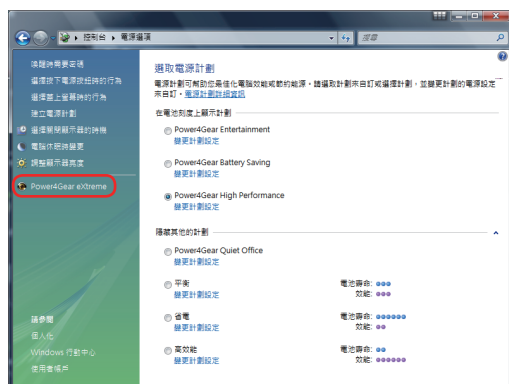 控制台 ▸ 電源選項
搜尋
喚醒時需要密碼
選擇按下電源按鈕時的行為
選擇蓋上螢幕時的行為
建立電源計劃
選擇關閉顯示器的時機
電腦休眠時變更
調整顯示器亮度
Power4Gear eXtreme
請參閱
個人化
Windows 行動中心
使用者帳戶
選取電源計劃
電源計劃可幫助您最佳化電腦效能或節約能源。請選取計劃來自訂或選擇計劃，並變更計劃的電源設定
來自訂。電源計劃詳細資訊
在電池刻度上顯示計劃
Power4Gear Entertainment
變更計劃設定
Power4Gear Battery Saving
變更計劃設定
Power4Gear High Performance
變更計劃設定
隱藏其他的計劃
Power4Gear Quiet Office
變更計劃設定
平衡 電池壽命:
變更計劃設定 效能:
省電 電池壽命:
變更計劃設定 效能:
高效能 電池壽命:
變更計劃設定 效能: